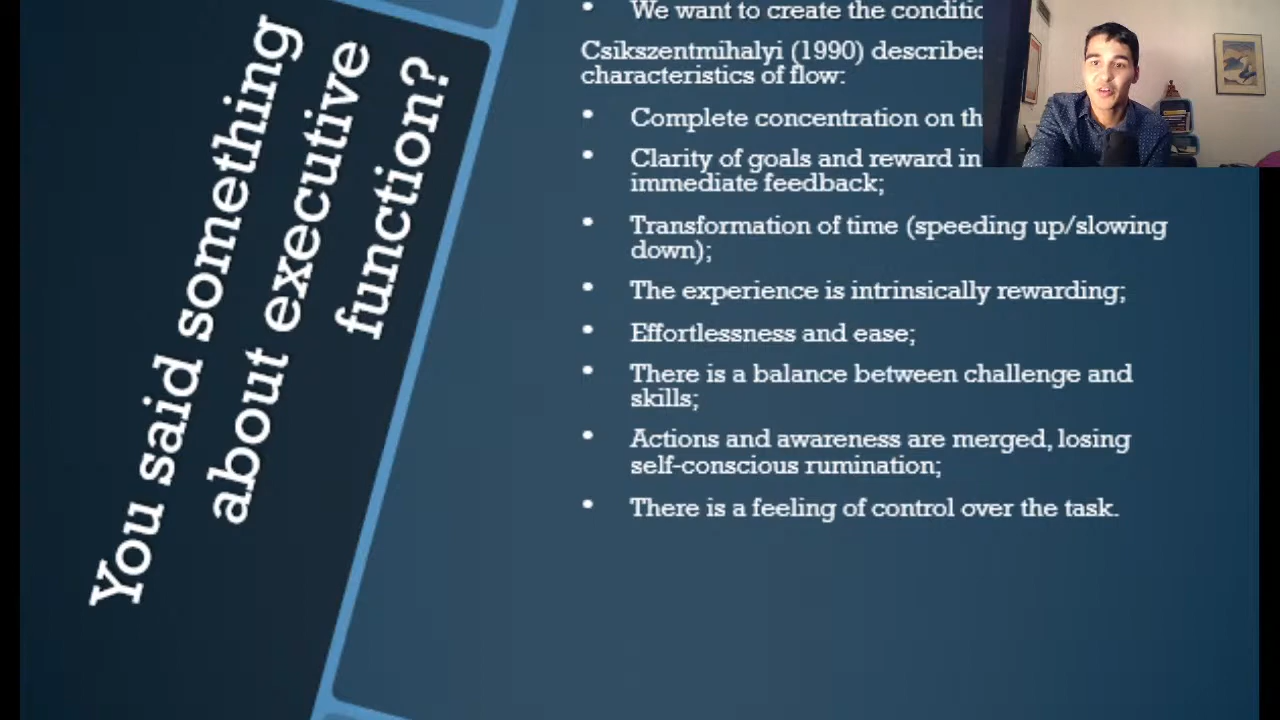 You said something
about executive
function?
We want to create the
Csikszentmihalyi (1990) describes
characteristics of flow:
Complete concentration on
Clarity of goals and reward in
immediate feedback;
Transformation of time (speeding up/slowing
down);
The experience is intrinsically rewarding;
Effortlessness and ease;
There is a balance between challenge and
skills;
Actions and awareness are merged, losing
self-conscious rumination;
There is a feeling of control over the task.